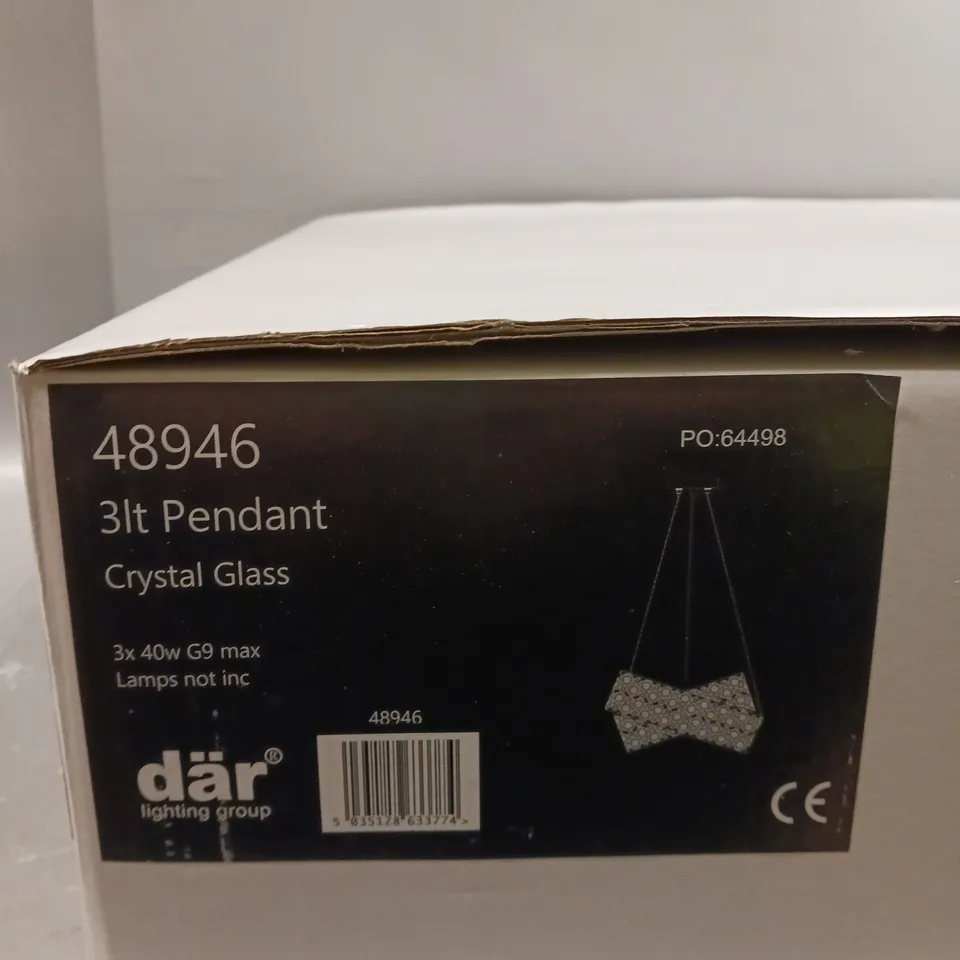 48946
PO:64498
3lt Pendant
Crystal Glass
3x 40w G9 max
Lamps not inc
48946
där®
lighting group
5 035128 633774 >
CE